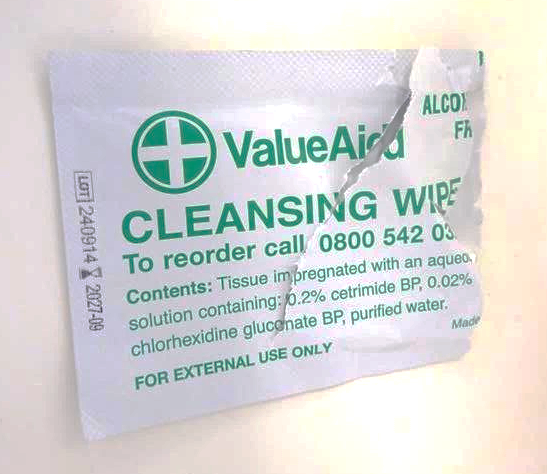 ALCO
FR
ValueAid
CLEANSING WIPE
To reorder call 0800 542 03
Contents: Tissue impregnated with an aqueo
solution containing: 0.2% cetrimide BP, 0.02%
chlorhexidine gluconate BP, purified water.
Made
FOR EXTERNAL USE ONLY
LOT 240914 2027-09